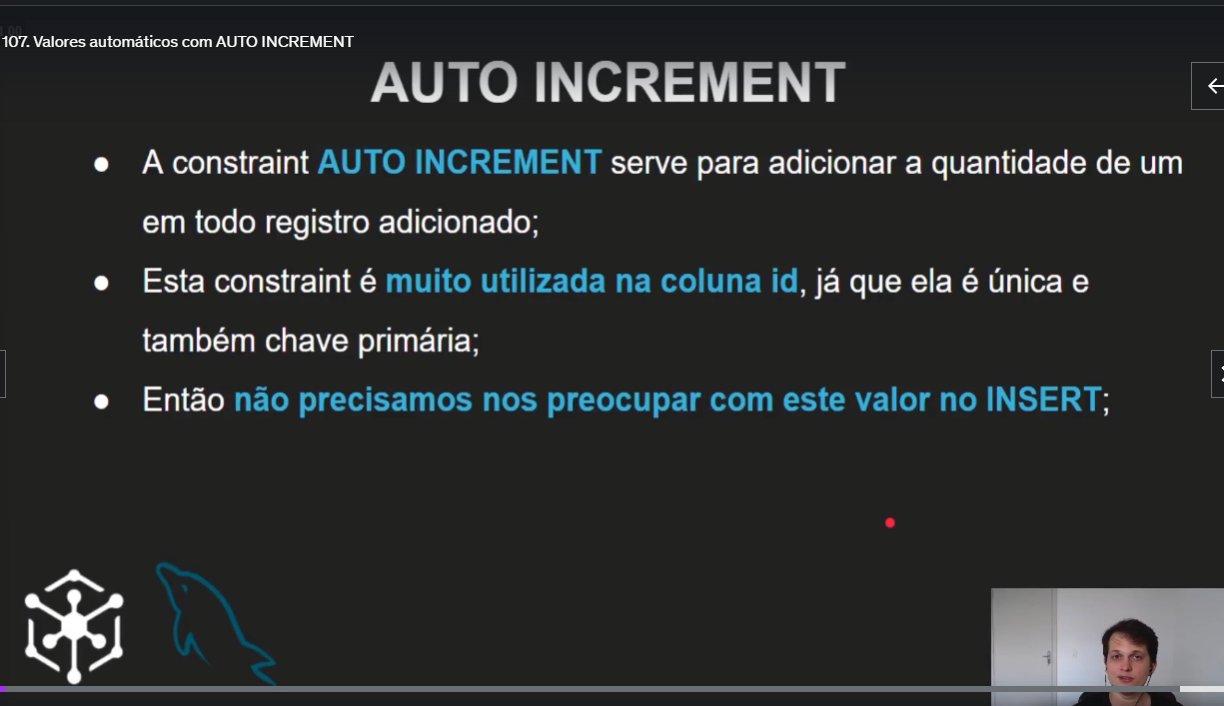 107. Valores automáticos com AUTO INCREMENT
AUTO INCREMENT
● A constraint AUTO INCREMENT serve para adicionar a quantidade de um
em todo registro adicionado;
● Esta constraint é muito utilizada na coluna id, já que ela é única e
também chave primária;
● Então não precisamos nos preocupar com este valor no INSERT;